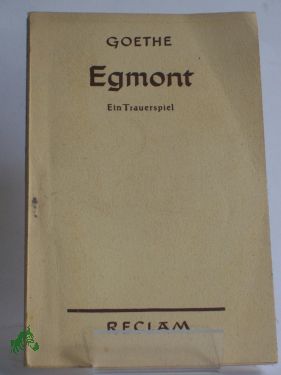 GOETHE
Egmont
Ein Trauerspiel
RECLAM